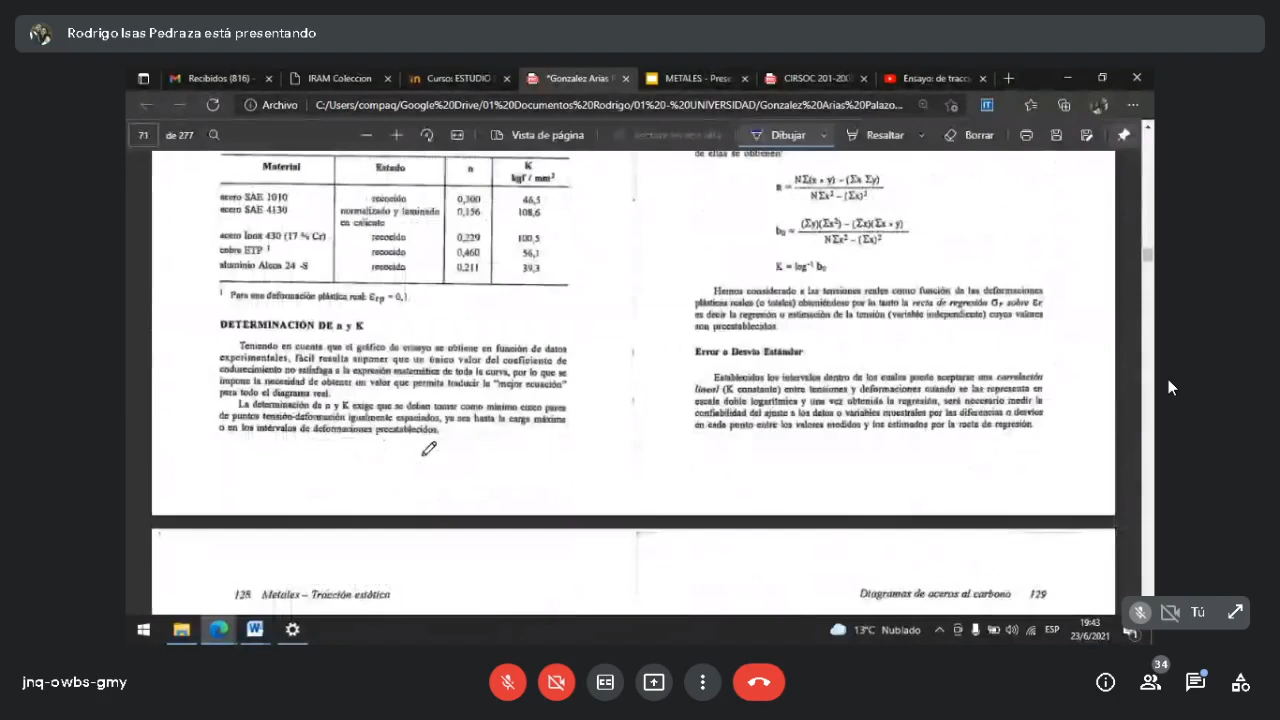 Rodrigo Isas Pedraza está presentando
Recibidos (816) -
IRAM Coleccion
Curso: ESTUDIO
*Gonzalez Arias
METALES - Prese
CIRSOC 201-200
Ensayo: de tracc
Archivo
C:/Users/compaq/Google%20Drive/01%20Documentos%20Rodrigo/01%20-%20UNIVERSIDAD/Gonzalez%20Arias%20Palazo...
71 de 277
Vista de página
Dibujar
Resaltar
Borrar
Material Estado n K
kgf / mm²
acero SAE 1010 recocido 0,300 46,5
acero SAE 4130 normalizado y laminado 0,156 108,6
en caliente
acero Inox 430 (17 % Cr) recocido 0,229 100,5
cobre ETP ¹ recocido 0,460 56,1
aluminio Alcoa 24 -S recocido 0,211 39,3
¹ Para una deformación plástica real: Erp = 0,1
DETERMINACIÓN DE n y K
Teniendo en cuenta que el gráfico de ensayo se obtiene en función de datos
experimentales, fácil resulta suponer que un único valor del coeficiente de
endurecimiento no satisfaga a la expresión matemática de toda la curva, por lo que se
impone la necesidad de obtener un valor que permita traducir la "mejor ecuación"
para todo el diagrama real.
La determinación de n y K exige que se deban tomar como mínimo cinco pares
de puntos tensión-deformación igualmente espaciados, ya sea hasta la carga máxima
o en los intervalos de deformaciones preestablecidos.
de ellas se obtienen:
n = NΣ(x • y) – (Σx Σy)
NΣx² – (Σx)²
b₀ = (Σy)(Σx²) – (Σx)(Σx • y)
NΣx² – (Σx)²
K = log⁻¹ b₀
Hemos considerado a las tensiones reales como función de las deformaciones
plásticas reales (o totales) obteniéndose por lo tanto la recta de regresión σr sobre Er
es decir la regresión o estimación de la tensión (variable independiente) cuyos valores
son preestablecidos.
Error o Desvío Estándar
Establecidos los intervalos dentro de los cuales puede aceptarse una correlación
lineal (K constante) entre tensiones y deformaciones cuando se las representa en
escala doble logarítmica y una vez obtenida la regresión, será necesario medir la
confiabilidad del ajuste a los datos o variables muestrales por las diferencias o desvíos
en cada punto entre los valores medidos y los estimados por la recta de regresión.
128 Metales – Tracción estática
Diagramas de aceros al carbono 129
Tú
13°C Nublado
ESP
19:43
23/6/2021
jnq-owbs-gmy
34